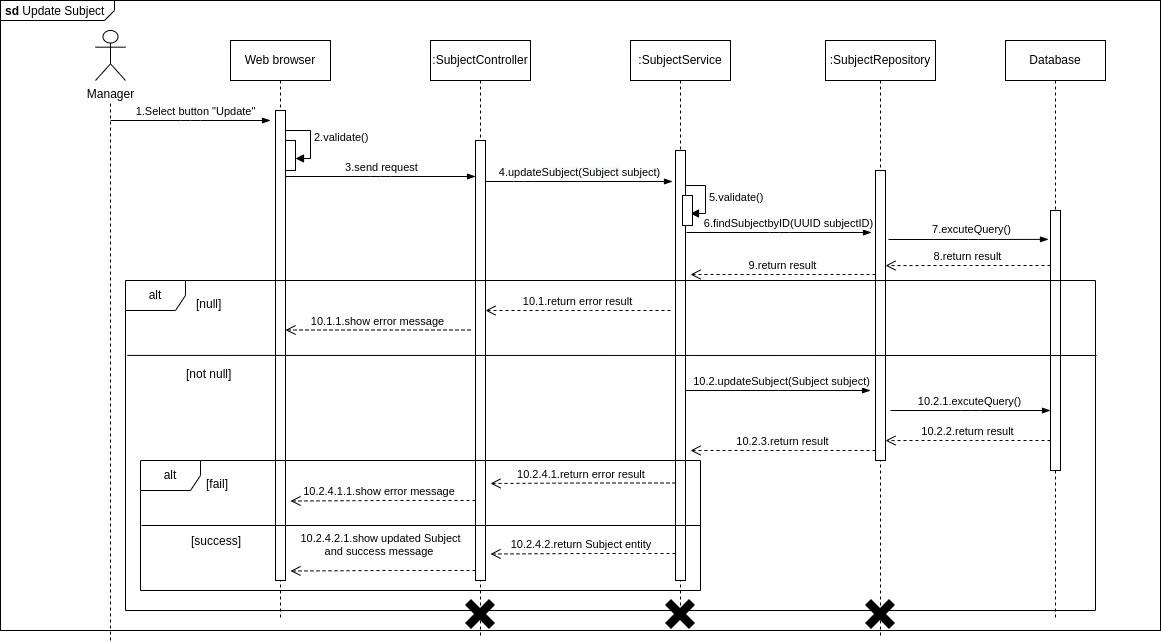 sd Update Subject
Manager
Web browser
:SubjectController
:SubjectService
:SubjectRepository
Database
1.Select button "Update"
2.validate()
3.send request
4.updateSubject(Subject subject)
5.validate()
6.findSubjectbyID(UUID subjectID)
7.excuteQuery()
8.return result
9.return result
alt
[null]
10.1.return error result
10.1.1.show error message
[not null]
10.2.updateSubject(Subject subject)
10.2.1.excuteQuery()
10.2.2.return result
10.2.3.return result
alt
[fail]
10.2.4.1.return error result
10.2.4.1.1.show error message
[success]
10.2.4.2.1.show updated Subject
and success message
10.2.4.2.return Subject entity